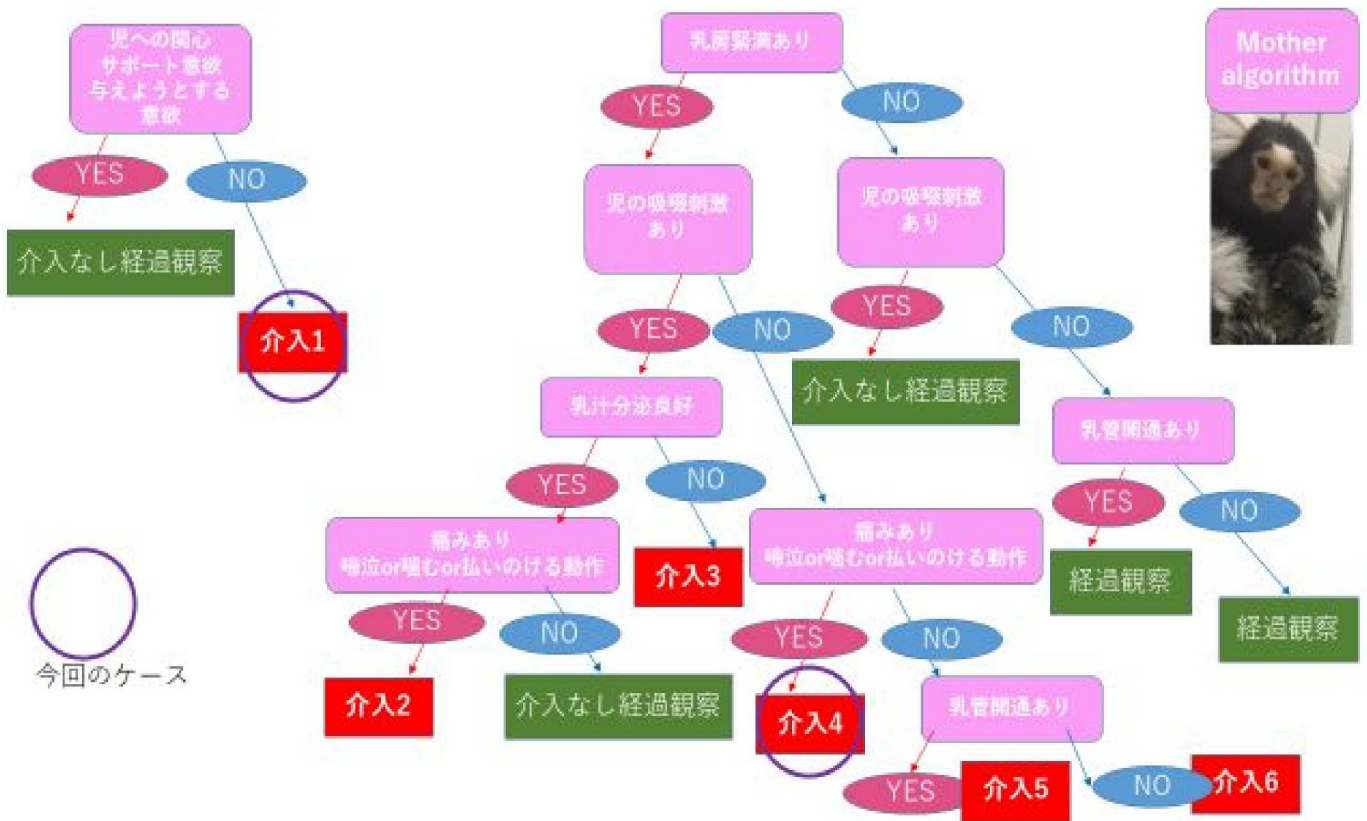 児への関心
サポート意欲
与えようとする
意欲
YES
NO
介入なし経過観察
介入1
乳房緊満あり
YES
NO
児の吸啜刺激
あり
児の吸啜刺激
あり
YES
NO
YES
NO
乳汁分泌良好
介入なし経過観察
乳管開通あり
YES
NO
YES
NO
痛みあり
啼泣or噛むor払いのける動作
介入3
痛みあり
啼泣or噛むor払いのける動作
経過観察
経過観察
YES
NO
YES
NO
介入2
介入なし経過観察
介入4
乳管開通あり
YES
介入5
NO
介入6
今回のケース
Mother
algorithm